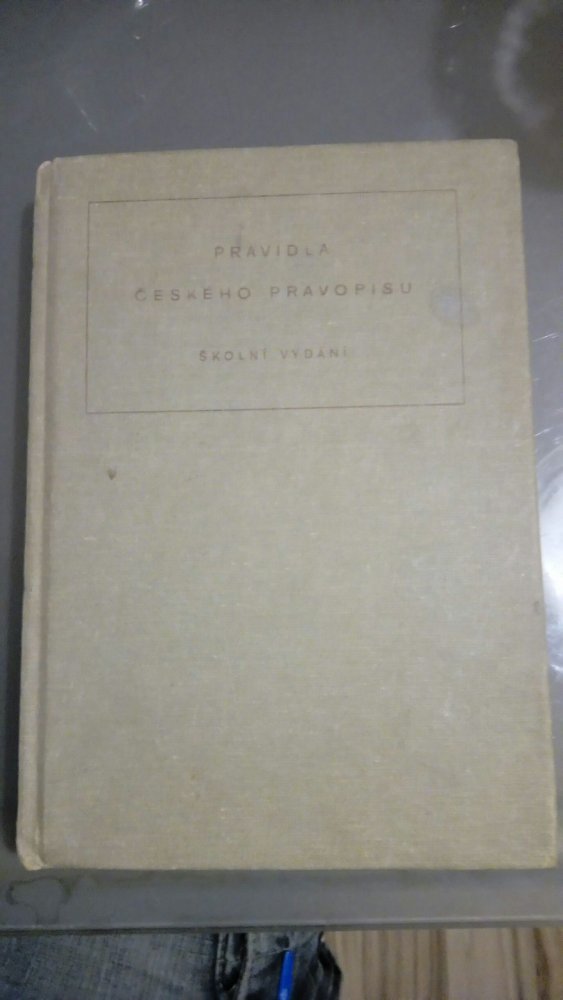 PRAVIDLA
ČESKÉHO PRAVOPISU
ŠKOLNÍ VYDÁNÍ